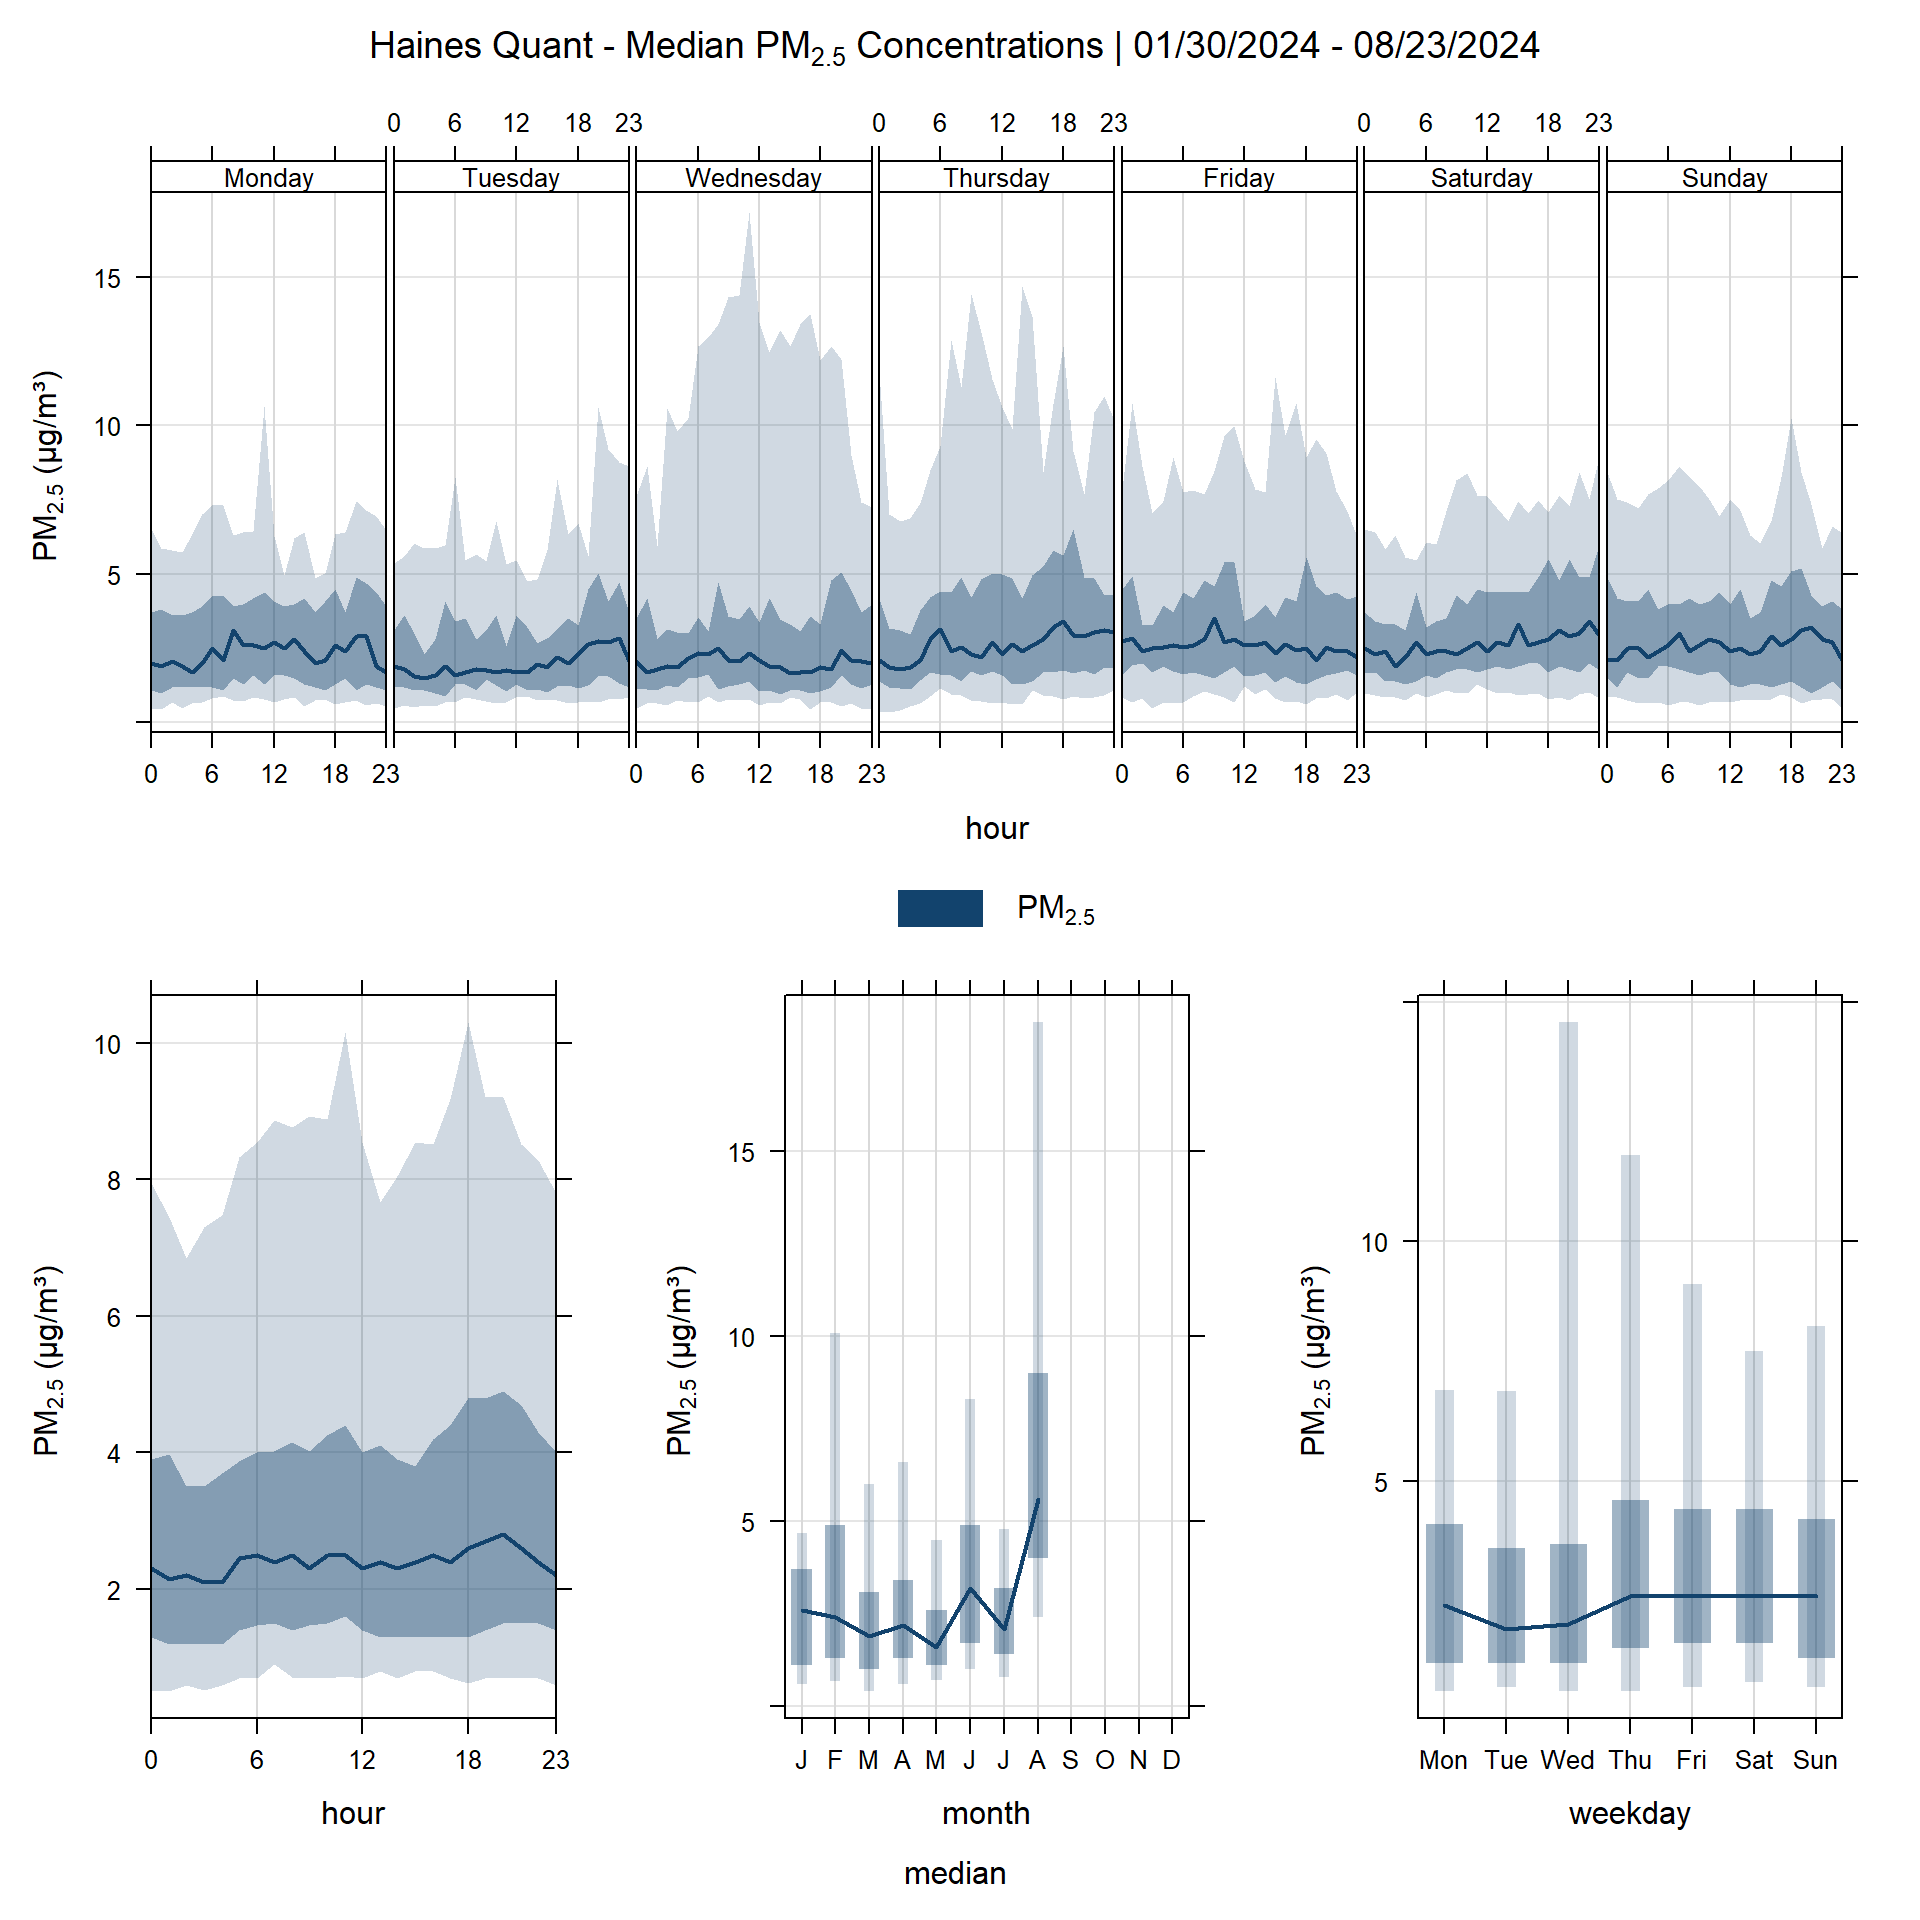 Haines Quant - Median PM2.5 Concentrations | 01/30/2024 - 08/23/2024
0 6 12 18 23 0 6 12 18 23 0 6 12 18 23
Monday Tuesday Wednesday Thursday Friday Saturday Sunday
PM2.5 (µg/m³)
15
10
5
0 6 12 18 23 0 6 12 18 23 0 6 12 18 23 0 6 12 18 23
hour
PM2.5
PM2.5 (µg/m³)
10
8
6
4
2
0 6 12 18 23
hour
PM2.5 (µg/m³)
15
10
5
J F M A M J J A S O N D
month
PM2.5 (µg/m³)
10
5
Mon Tue Wed Thu Fri Sat Sun
weekday
median